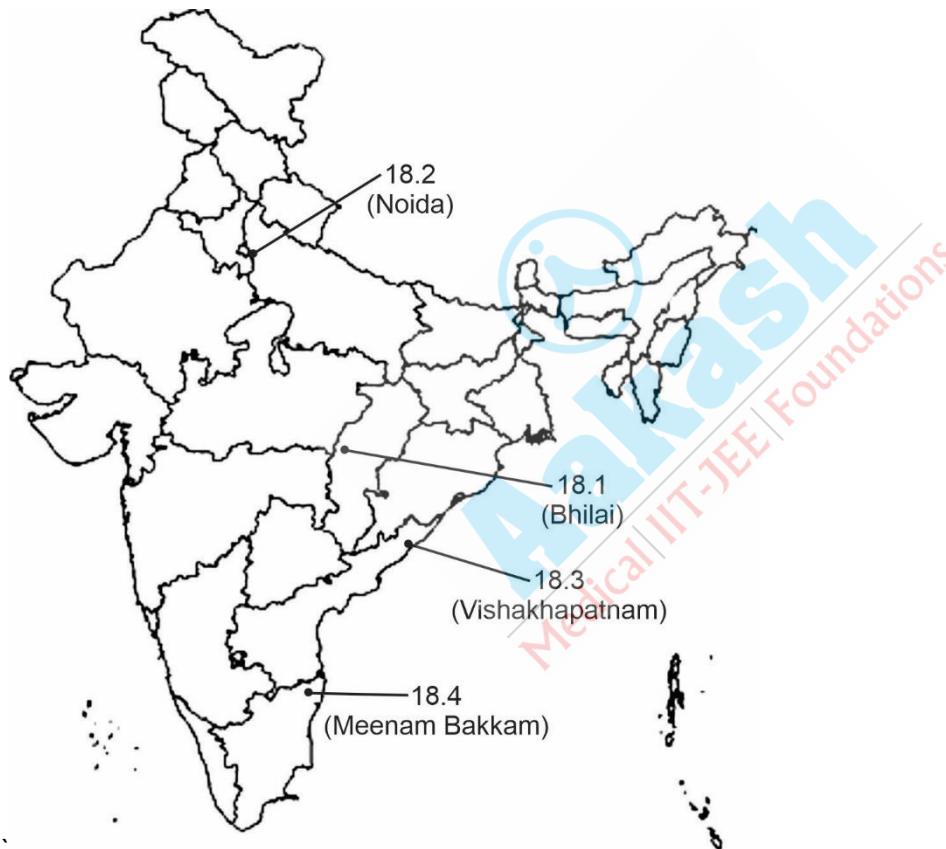 18.2
(Noida)
18.1
(Bhilai)
18.3
(Vishakhapatnam)
18.4
(Meenam Bakkam)
Aakash
Medical|IIT-JEE|Foundations
`